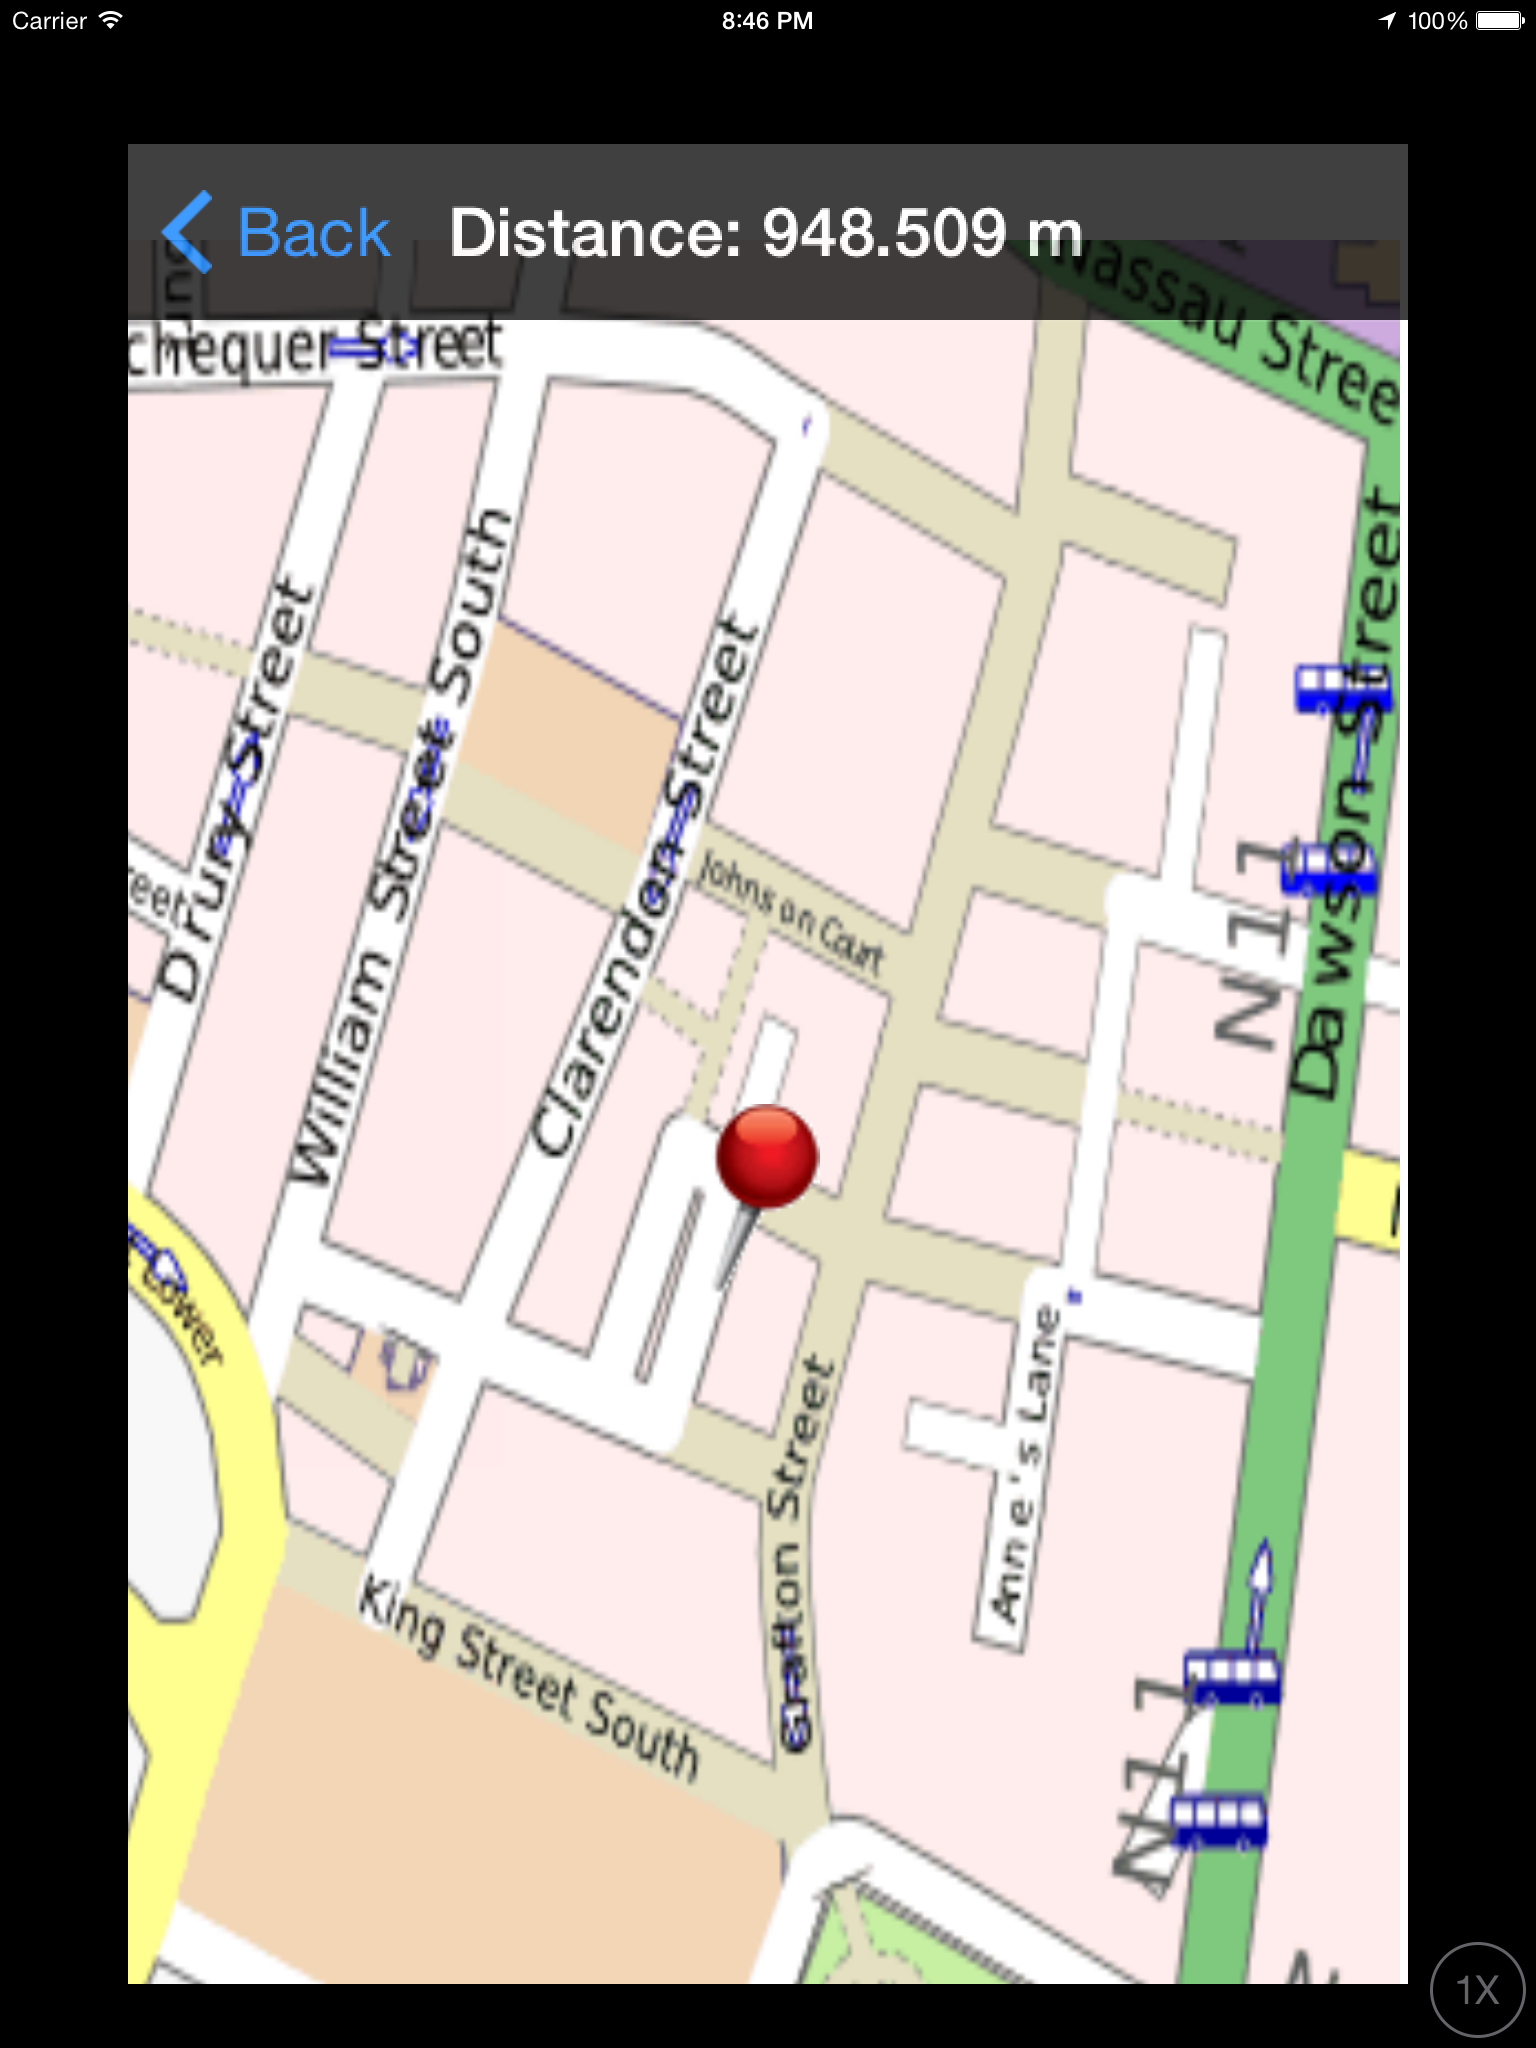 Carrier
8:46 PM
100%
Back
Distance: 948.509 m
Nassau Stree
chequer Street
Drury Street
William Street South
Clarendon Street
Johnson Court
Dawson Street
N11
reet
Lower
Grafton Street
Anne's Lane
King Street South
N11
1X